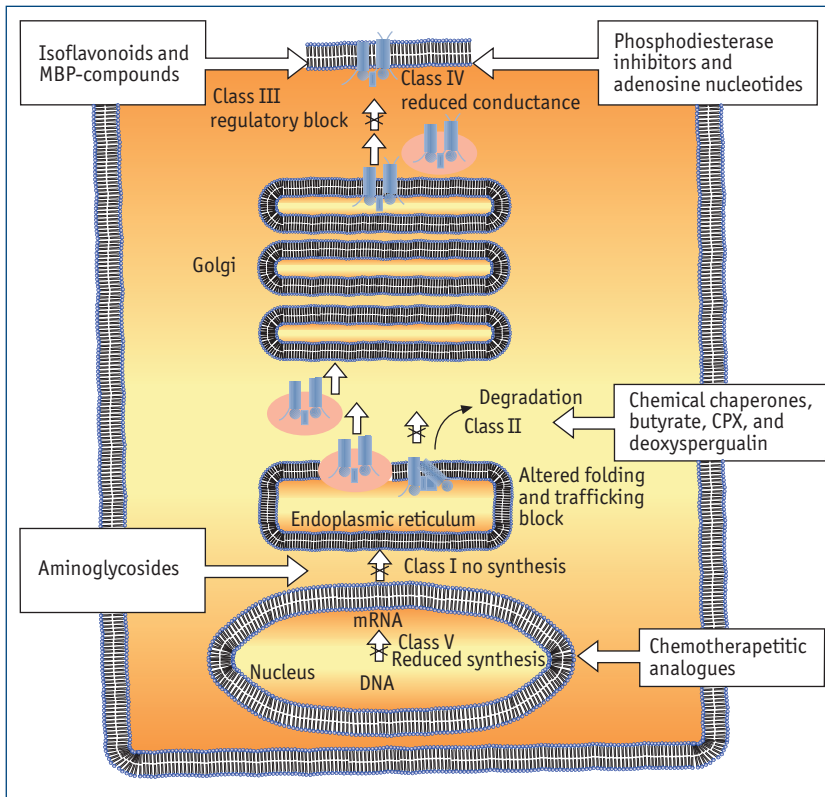 Isoflavonoids and
MBP-compounds
Phosphodiesterase
inhibitors and
adenosine nucleotides
Class III
regulatory block
Class IV
reduced conductance
Golgi
Degradation
Class II
Chemical chaperones,
butyrate, CPX, and
deoxyspergualin
Altered folding
and trafficking
block
Endoplasmic reticulum
Aminoglycosides
Class I no synthesis
mRNA
Class V
Reduced synthesis
Nucleus
DNA
Chemotherapetitic
analogues